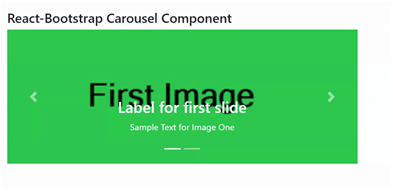 React-Bootstrap Carousel Component
First Image
Label for first slide
Sample Text for Image One